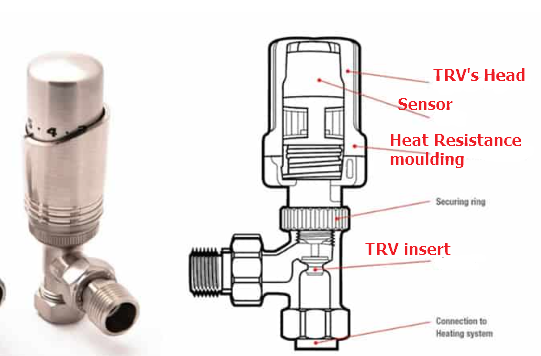 TRV's Head
Sensor
Heat Resistance
moulding
Securing ring
TRV insert
Connection to
Heating system